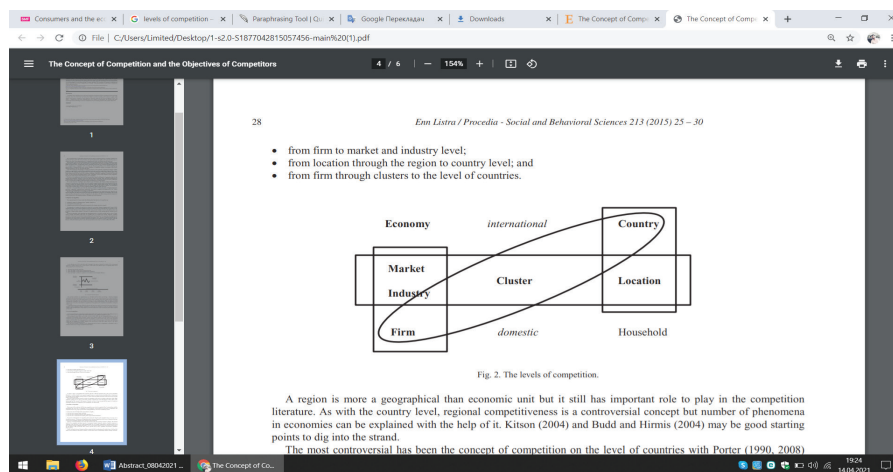 Consumers and the ec
levels of competition -
Paraphrasing Tool | Qu
Google Перекладач
Downloads
The Concept of Compe
The Concept of Compe
File | C:/Users/Limited/Desktop/1-s2.0-S1877042815057456-main%20(1).pdf
The Concept of Competition and the Objectives of Competitors
4 / 6
154%
1
2
3
4
28
Enn Listra / Procedia - Social and Behavioral Sciences 213 (2015) 25 – 30
• from firm to market and industry level;
• from location through the region to country level; and
• from firm through clusters to the level of countries.
Economy international Country
Market
Cluster Location
Industry
Firm domestic Household
Fig. 2. The levels of competition.
A region is more a geographical than economic unit but it still has important role to play in the competition
literature. As with the country level, regional competitiveness is a controversial concept but number of phenomena
in economies can be explained with the help of it. Kitson (2004) and Budd and Hirmis (2004) may be good starting
points to dig into the strand.
The most controversial has been the concept of competition on the level of countries with Porter (1990, 2008)
Abstract_08042021 ...
The Concept of Co...
19:24
14.04.2021